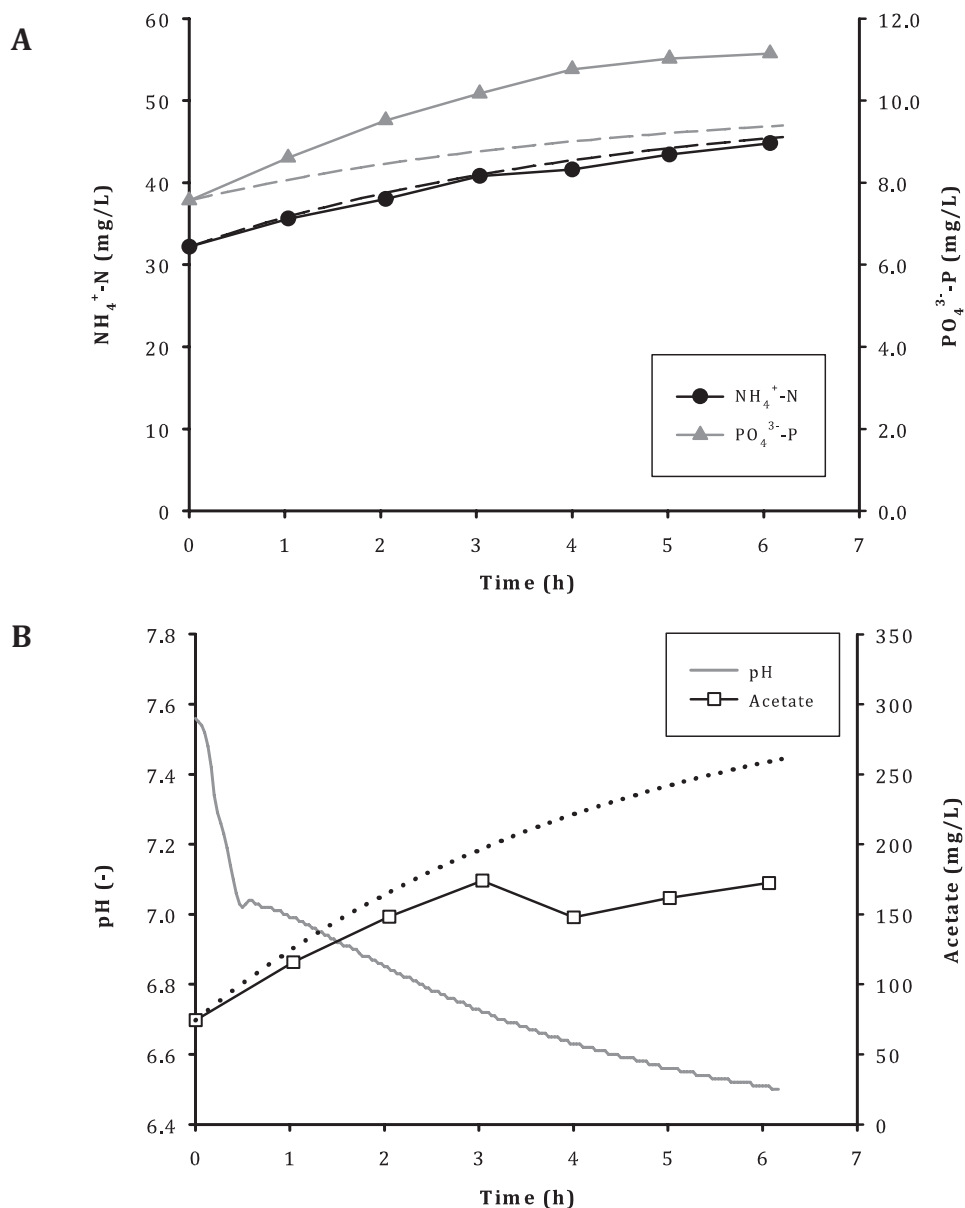 A
60
50
40
30
20
10
0
NH₄⁺-N (mg/L)
12.0
10.0
8.0
6.0
4.0
2.0
0.0
PO₄³⁻-P (mg/L)
NH₄⁺-N
PO₄³⁻-P
0 1 2 3 4 5 6 7
Time (h)
B
7.8
7.6
7.4
7.2
7.0
6.8
6.6
6.4
pH (-)
350
300
250
200
150
100
50
0
Acetate (mg/L)
pH
Acetate
0 1 2 3 4 5 6 7
Time (h)